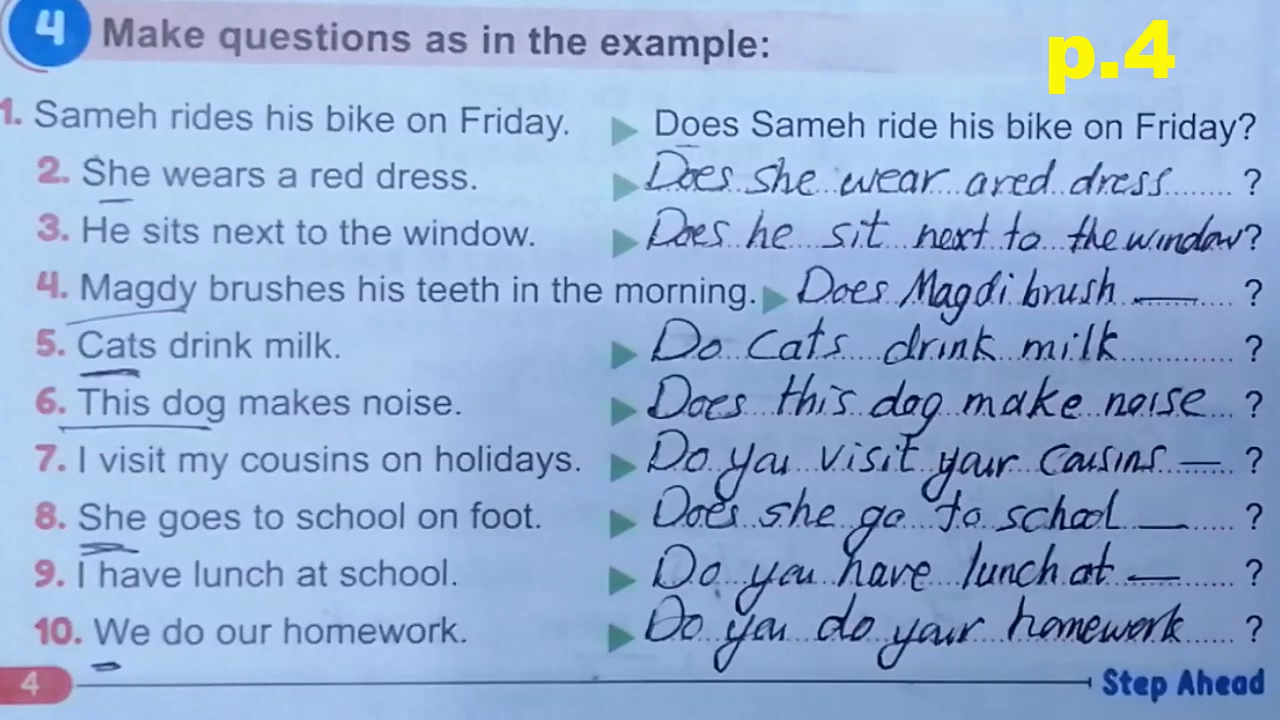 4 Make questions as in the example: p.4
1. Sameh rides his bike on Friday. Does Sameh ride his bike on Friday?
2. She wears a red dress. Does she wear a red dress ?
3. He sits next to the window. Does he sit next to the window?
4. Magdy brushes his teeth in the morning. Does Magdi brush — ?
5. Cats drink milk. Do cats drink milk ?
6. This dog makes noise. Does this dog make noise ?
7. I visit my cousins on holidays. Do you visit your cousins — ?
8. She goes to school on foot. Does she go to school — ?
9. I have lunch at school. Do you have lunch at — ?
10. We do our homework. Do you do your homework ?
4 Step Ahead